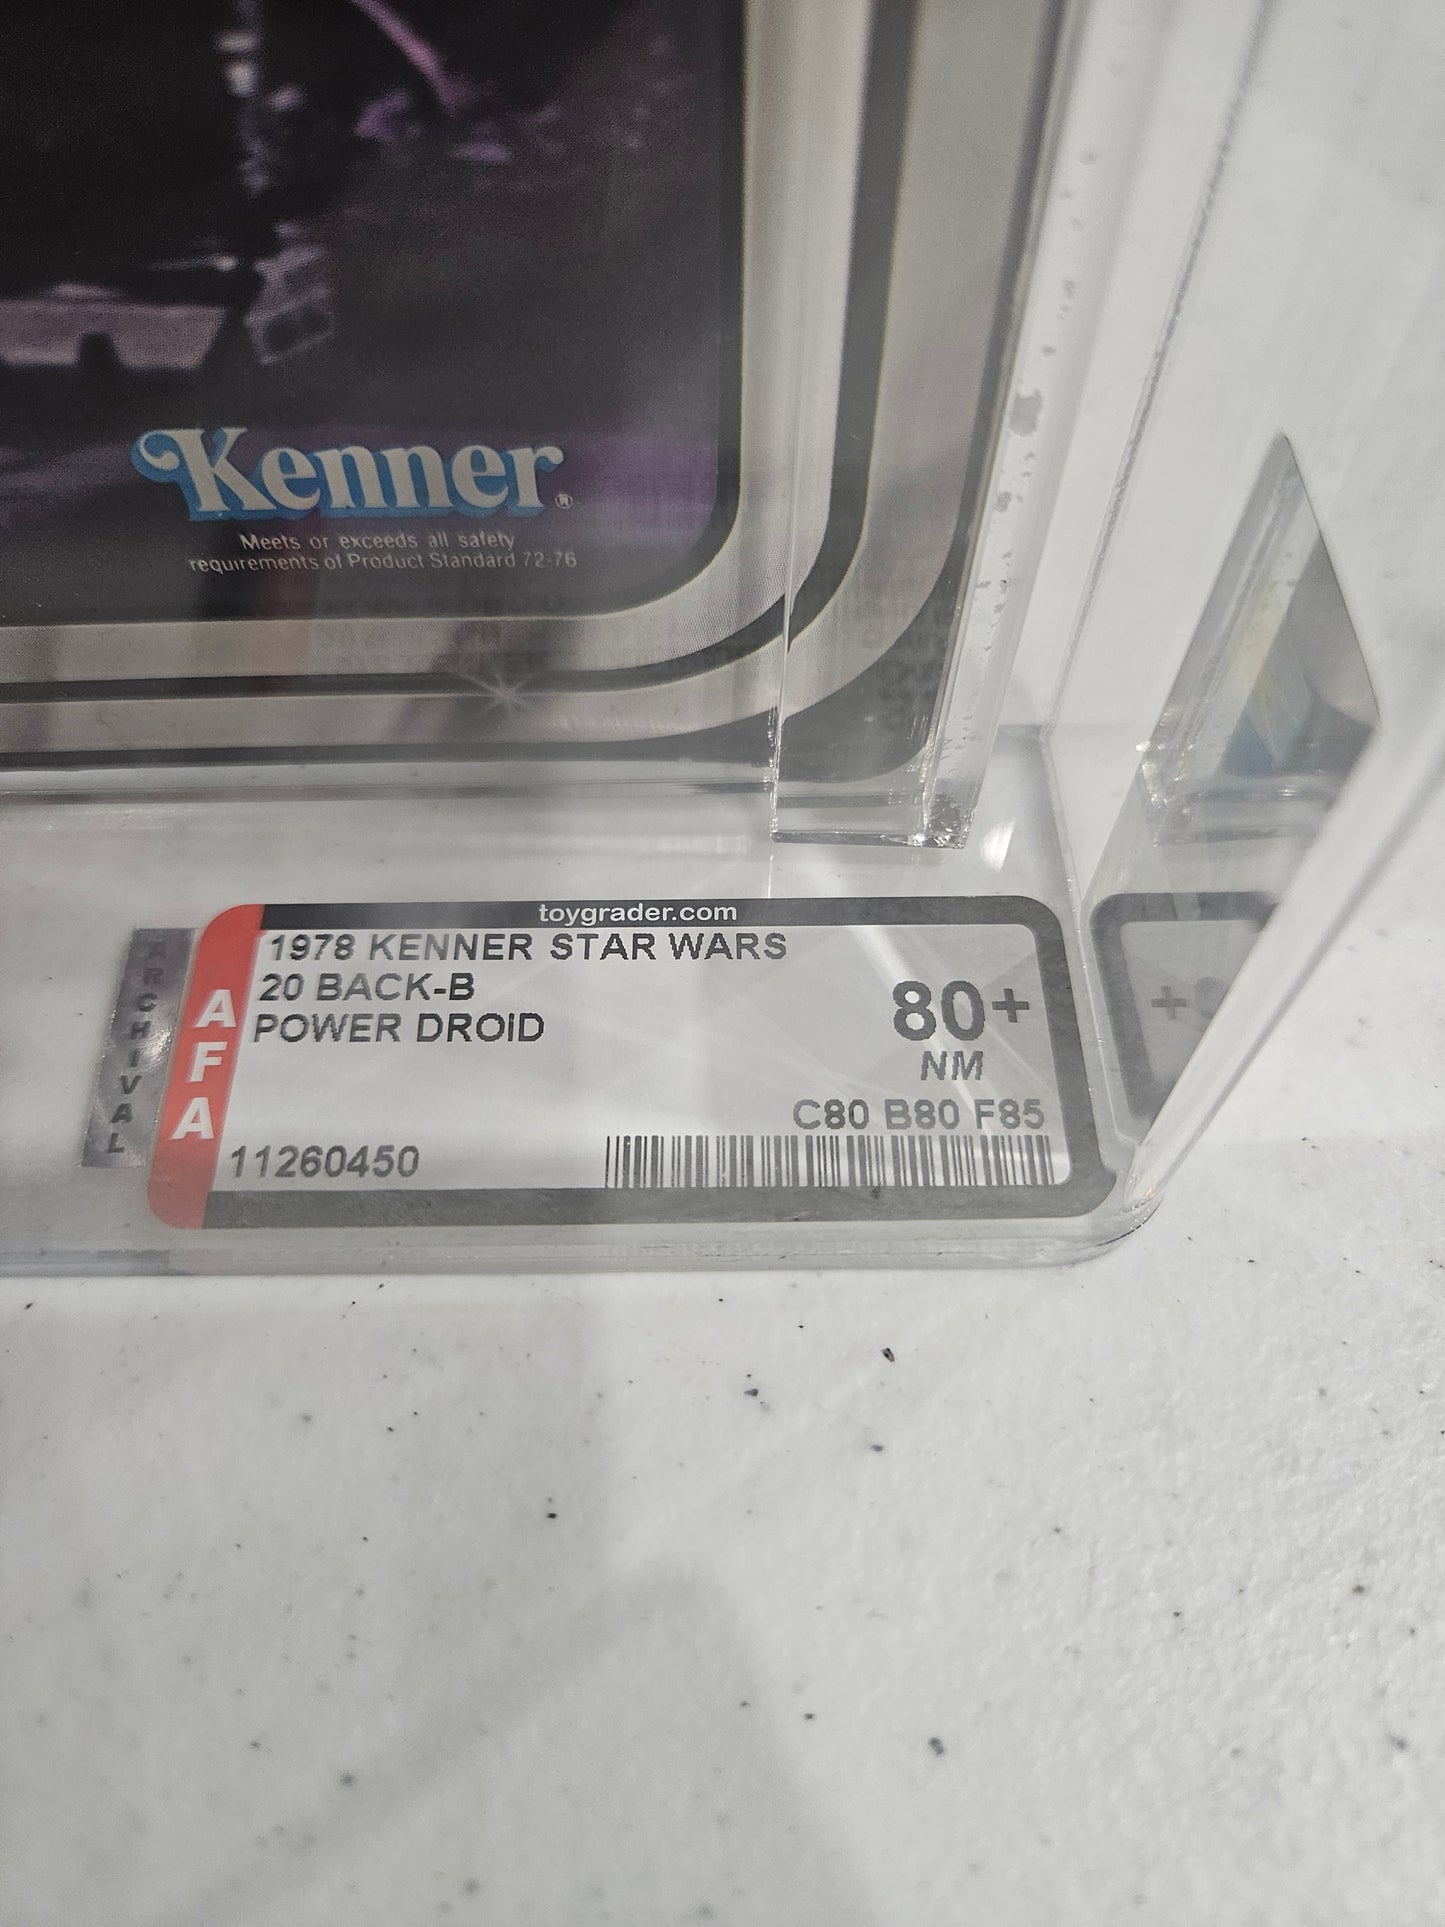 Kenner®
Meets or exceeds all safety
requirements of Product Standard 72-76
toygrader.com
ARCHIVAL
AFA
1978 KENNER STAR WARS
20 BACK-B
POWER DROID
80+
NM
C80 B80 F85
11260450